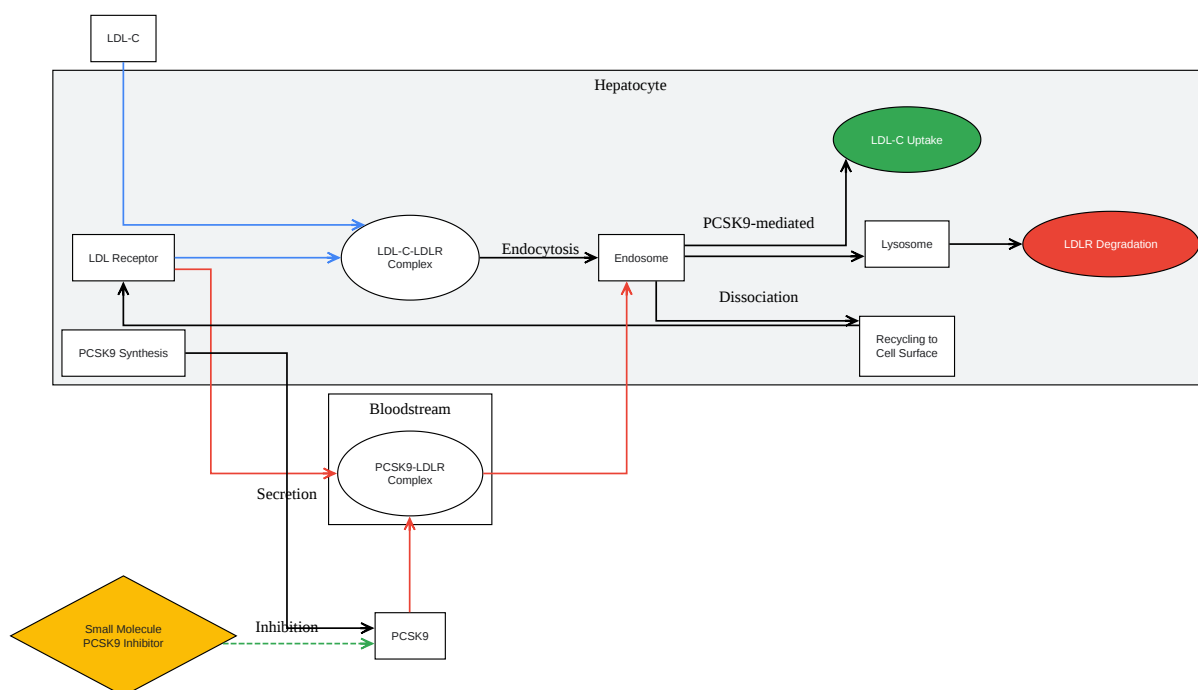 LDL-C
Hepatocyte
LDL-C Uptake
PCSK9-mediated
LDL Receptor
LDL-C-LDLR
Complex
Endocytosis
Endosome
Lysosome
LDLR Degradation
Dissociation
PCSK9 Synthesis
Recycling to
Cell Surface
Bloodstream
PCSK9-LDLR
Complex
Secretion
Small Molecule
PCSK9 Inhibitor
Inhibition
PCSK9